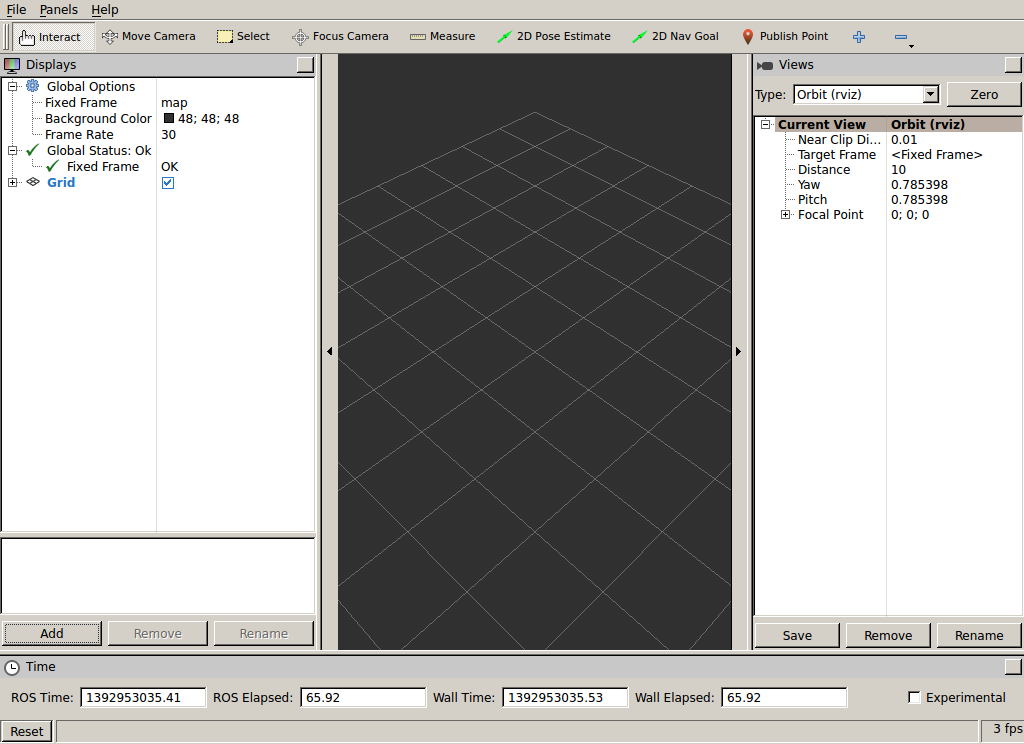 File Panels Help
Interact Move Camera Select Focus Camera Measure 2D Pose Estimate 2D Nav Goal Publish Point
Displays
Global Options
Fixed Frame map
Background Color 48; 48; 48
Frame Rate 30
Global Status: Ok
Fixed Frame OK
Grid
Add Remove Rename
Views
Type: Orbit (rviz) Zero
Current View Orbit (rviz)
Near Clip Di... 0.01
Target Frame <Fixed Frame>
Distance 10
Yaw 0.785398
Pitch 0.785398
Focal Point 0; 0; 0
Save Remove Rename
Time
ROS Time: 1392953035.41 ROS Elapsed: 65.92 Wall Time: 1392953035.53 Wall Elapsed: 65.92 Experimental
Reset 3 fps